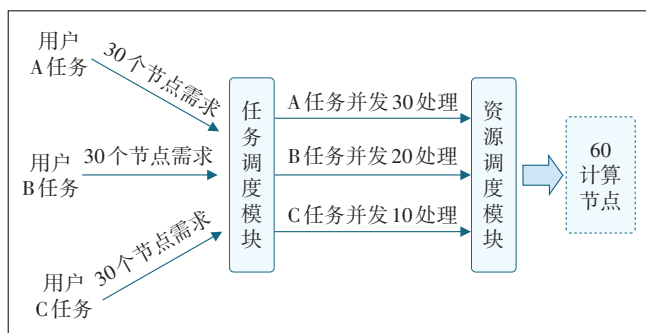 用户
A任务
30个节点需求
用户
B任务
30个节点需求
用户
C任务
30个节点需求
任务调度模块
A任务并发30处理
B任务并发20处理
C任务并发10处理
资源调度模块
60
计算
节点